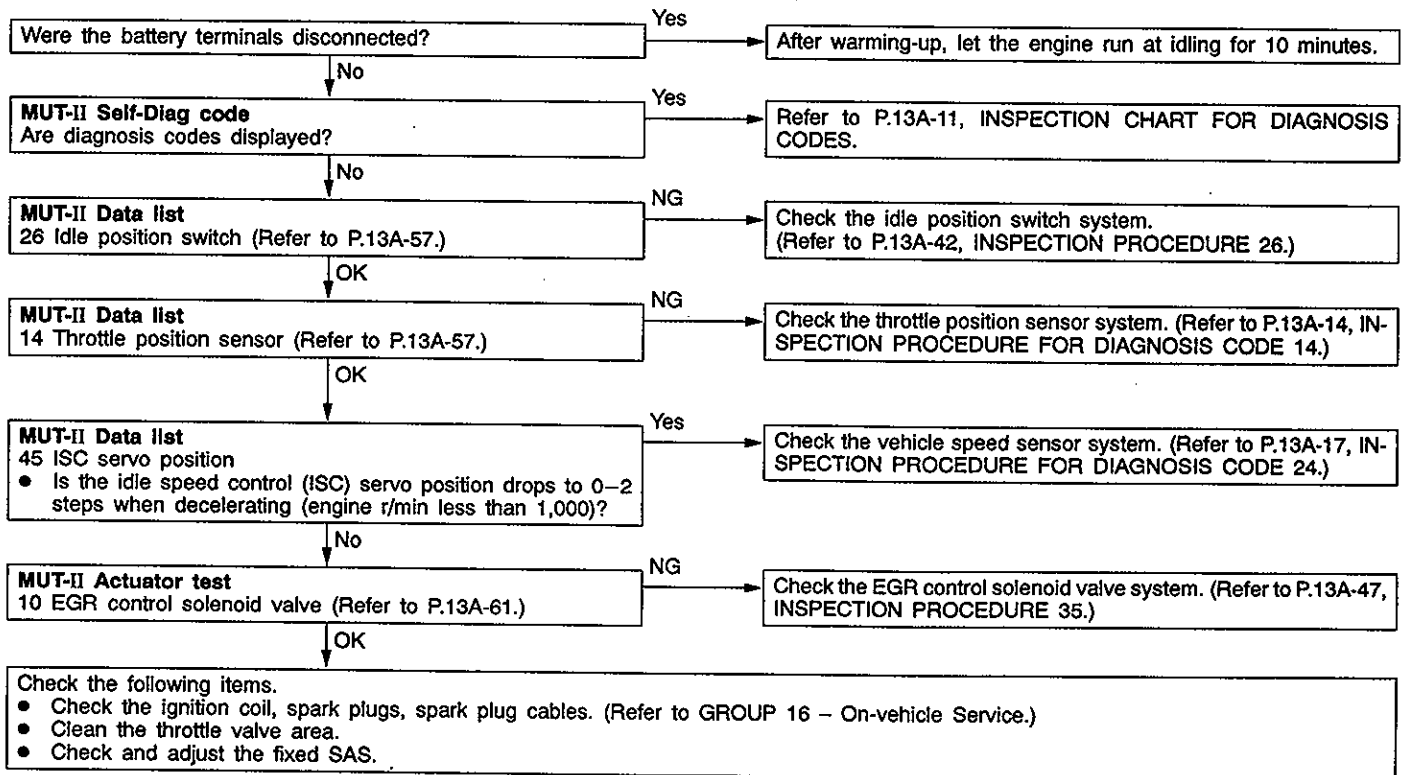 Were the battery terminals disconnected?
Yes
After warming-up, let the engine run at idling for 10 minutes.
No
MUT-II Self-Diag code
Are diagnosis codes displayed?
Yes
Refer to P.13A-11, INSPECTION CHART FOR DIAGNOSIS
CODES.
No
MUT-II Data list
26 Idle position switch (Refer to P.13A-57.)
NG
Check the idle position switch system.
(Refer to P.13A-42, INSPECTION PROCEDURE 26.)
OK
MUT-II Data list
14 Throttle position sensor (Refer to P.13A-57.)
NG
Check the throttle position sensor system. (Refer to P.13A-14, IN-
SPECTION PROCEDURE FOR DIAGNOSIS CODE 14.)
OK
MUT-II Data list
45 ISC servo position
● Is the idle speed control (ISC) servo position drops to 0–2
steps when decelerating (engine r/min less than 1,000)?
Yes
Check the vehicle speed sensor system. (Refer to P.13A-17, IN-
SPECTION PROCEDURE FOR DIAGNOSIS CODE 24.)
No
MUT-II Actuator test
10 EGR control solenoid valve (Refer to P.13A-61.)
NG
Check the EGR control solenoid valve system. (Refer to P.13A-47,
INSPECTION PROCEDURE 35.)
OK
Check the following items.
● Check the ignition coil, spark plugs, spark plug cables. (Refer to GROUP 16 – On-vehicle Service.)
● Clean the throttle valve area.
● Check and adjust the fixed SAS.